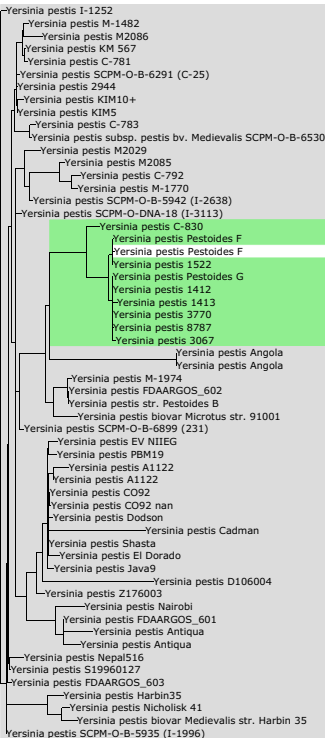 Yersinia pestis I-1252
Yersinia pestis M-1482
Yersinia pestis M2086
Yersinia pestis KM 567
Yersinia pestis C-781
Yersinia pestis SCPM-O-B-6291 (C-25)
Yersinia pestis 2944
Yersinia pestis KIM10+
Yersinia pestis KIM5
Yersinia pestis C-783
Yersinia pestis subsp. pestis bv. Medievalis SCPM-O-B-6530
Yersinia pestis M2029
Yersinia pestis M2085
Yersinia pestis C-792
Yersinia pestis M-1770
Yersinia pestis SCPM-O-B-5942 (I-2638)
Yersinia pestis SCPM-O-DNA-18 (I-3113)
Yersinia pestis C-830
Yersinia pestis Pestoides F
Yersinia pestis Pestoides F
Yersinia pestis 1522
Yersinia pestis Pestoides G
Yersinia pestis 1412
Yersinia pestis 1413
Yersinia pestis 3770
Yersinia pestis 8787
Yersinia pestis 3067
Yersinia pestis Angola
Yersinia pestis Angola
Yersinia pestis M-1974
Yersinia pestis FDAARGOS_602
Yersinia pestis str. Pestoides B
Yersinia pestis biovar Microtus str. 91001
Yersinia pestis SCPM-O-B-6899 (231)
Yersinia pestis EV NIIEG
Yersinia pestis PBM19
Yersinia pestis A1122
Yersinia pestis A1122
Yersinia pestis CO92
Yersinia pestis CO92 nan
Yersinia pestis Dodson
Yersinia pestis Cadman
Yersinia pestis Shasta
Yersinia pestis El Dorado
Yersinia pestis Java9
Yersinia pestis D106004
Yersinia pestis Z176003
Yersinia pestis Nairobi
Yersinia pestis FDAARGOS_601
Yersinia pestis Antiqua
Yersinia pestis Antiqua
Yersinia pestis Nepal516
Yersinia pestis S19960127
Yersinia pestis FDAARGOS_603
Yersinia pestis Harbin35
Yersinia pestis Nicholisk 41
Yersinia pestis biovar Medievalis str. Harbin 35
Yersinia pestis SCPM-O-B-5935 (I-1996)